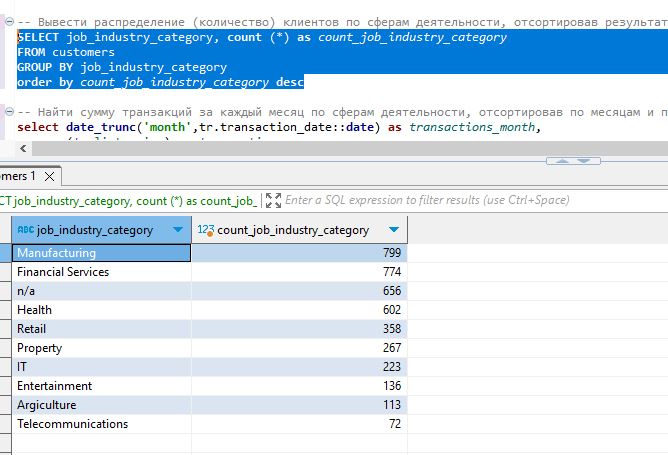 -- Вывести распределение (количество) клиентов по сферам деятельности, отсортировав результат
SELECT job_industry_category, count (*) as count_job_industry_category
FROM customers
GROUP BY job_industry_category
order by count_job_industry_category desc
-- Найти сумму транзакций за каждый месяц по сферам деятельности, отсортировав по месяцам и п
select date_trunc('month',tr.transaction_date::date) as transactions_month,
omers 1
CT job_industry_category, count (*) as count_job_
Enter a SQL expression to filter results (use Ctrl+Space)
ABC job_industry_category
123 count_job_industry_category
Manufacturing 799
Financial Services 774
n/a 656
Health 602
Retail 358
Property 267
IT 223
Entertainment 136
Argiculture 113
Telecommunications 72